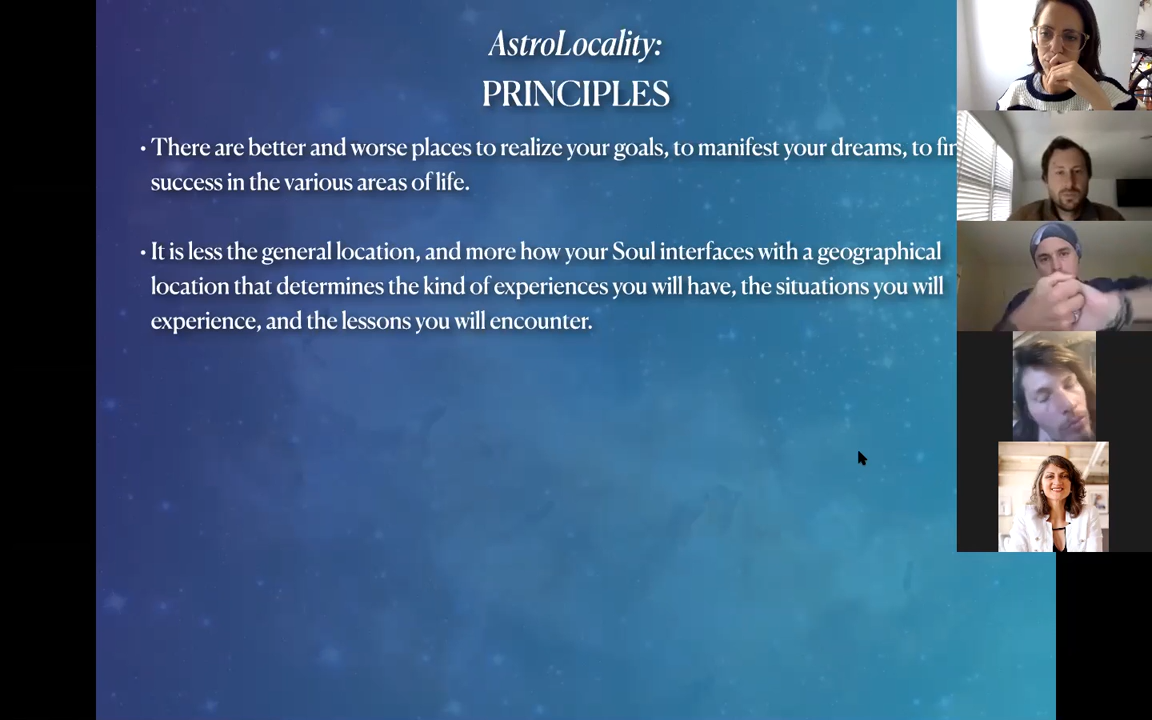 AstroLocality:
PRINCIPLES
• There are better and worse places to realize your goals, to manifest your dreams, to
success in the various areas of life.
• It is less the general location, and more how your Soul interfaces with a geographical
location that determines the kind of experiences you will have, the situations you will
experience, and the lessons you will encounter.